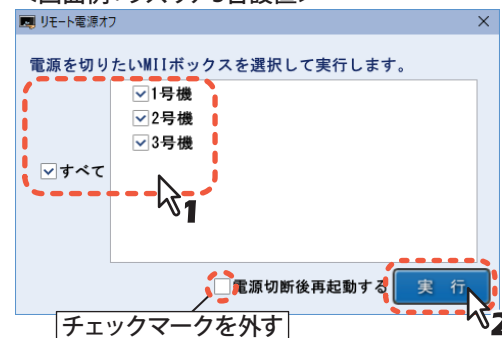 リモート電源オフ
電源を切りたいMIIボックスを選択して実行します。
1号機
2号機
3号機
すべて
1
電源切断後再起動する
実 行
2
チェックマークを外す